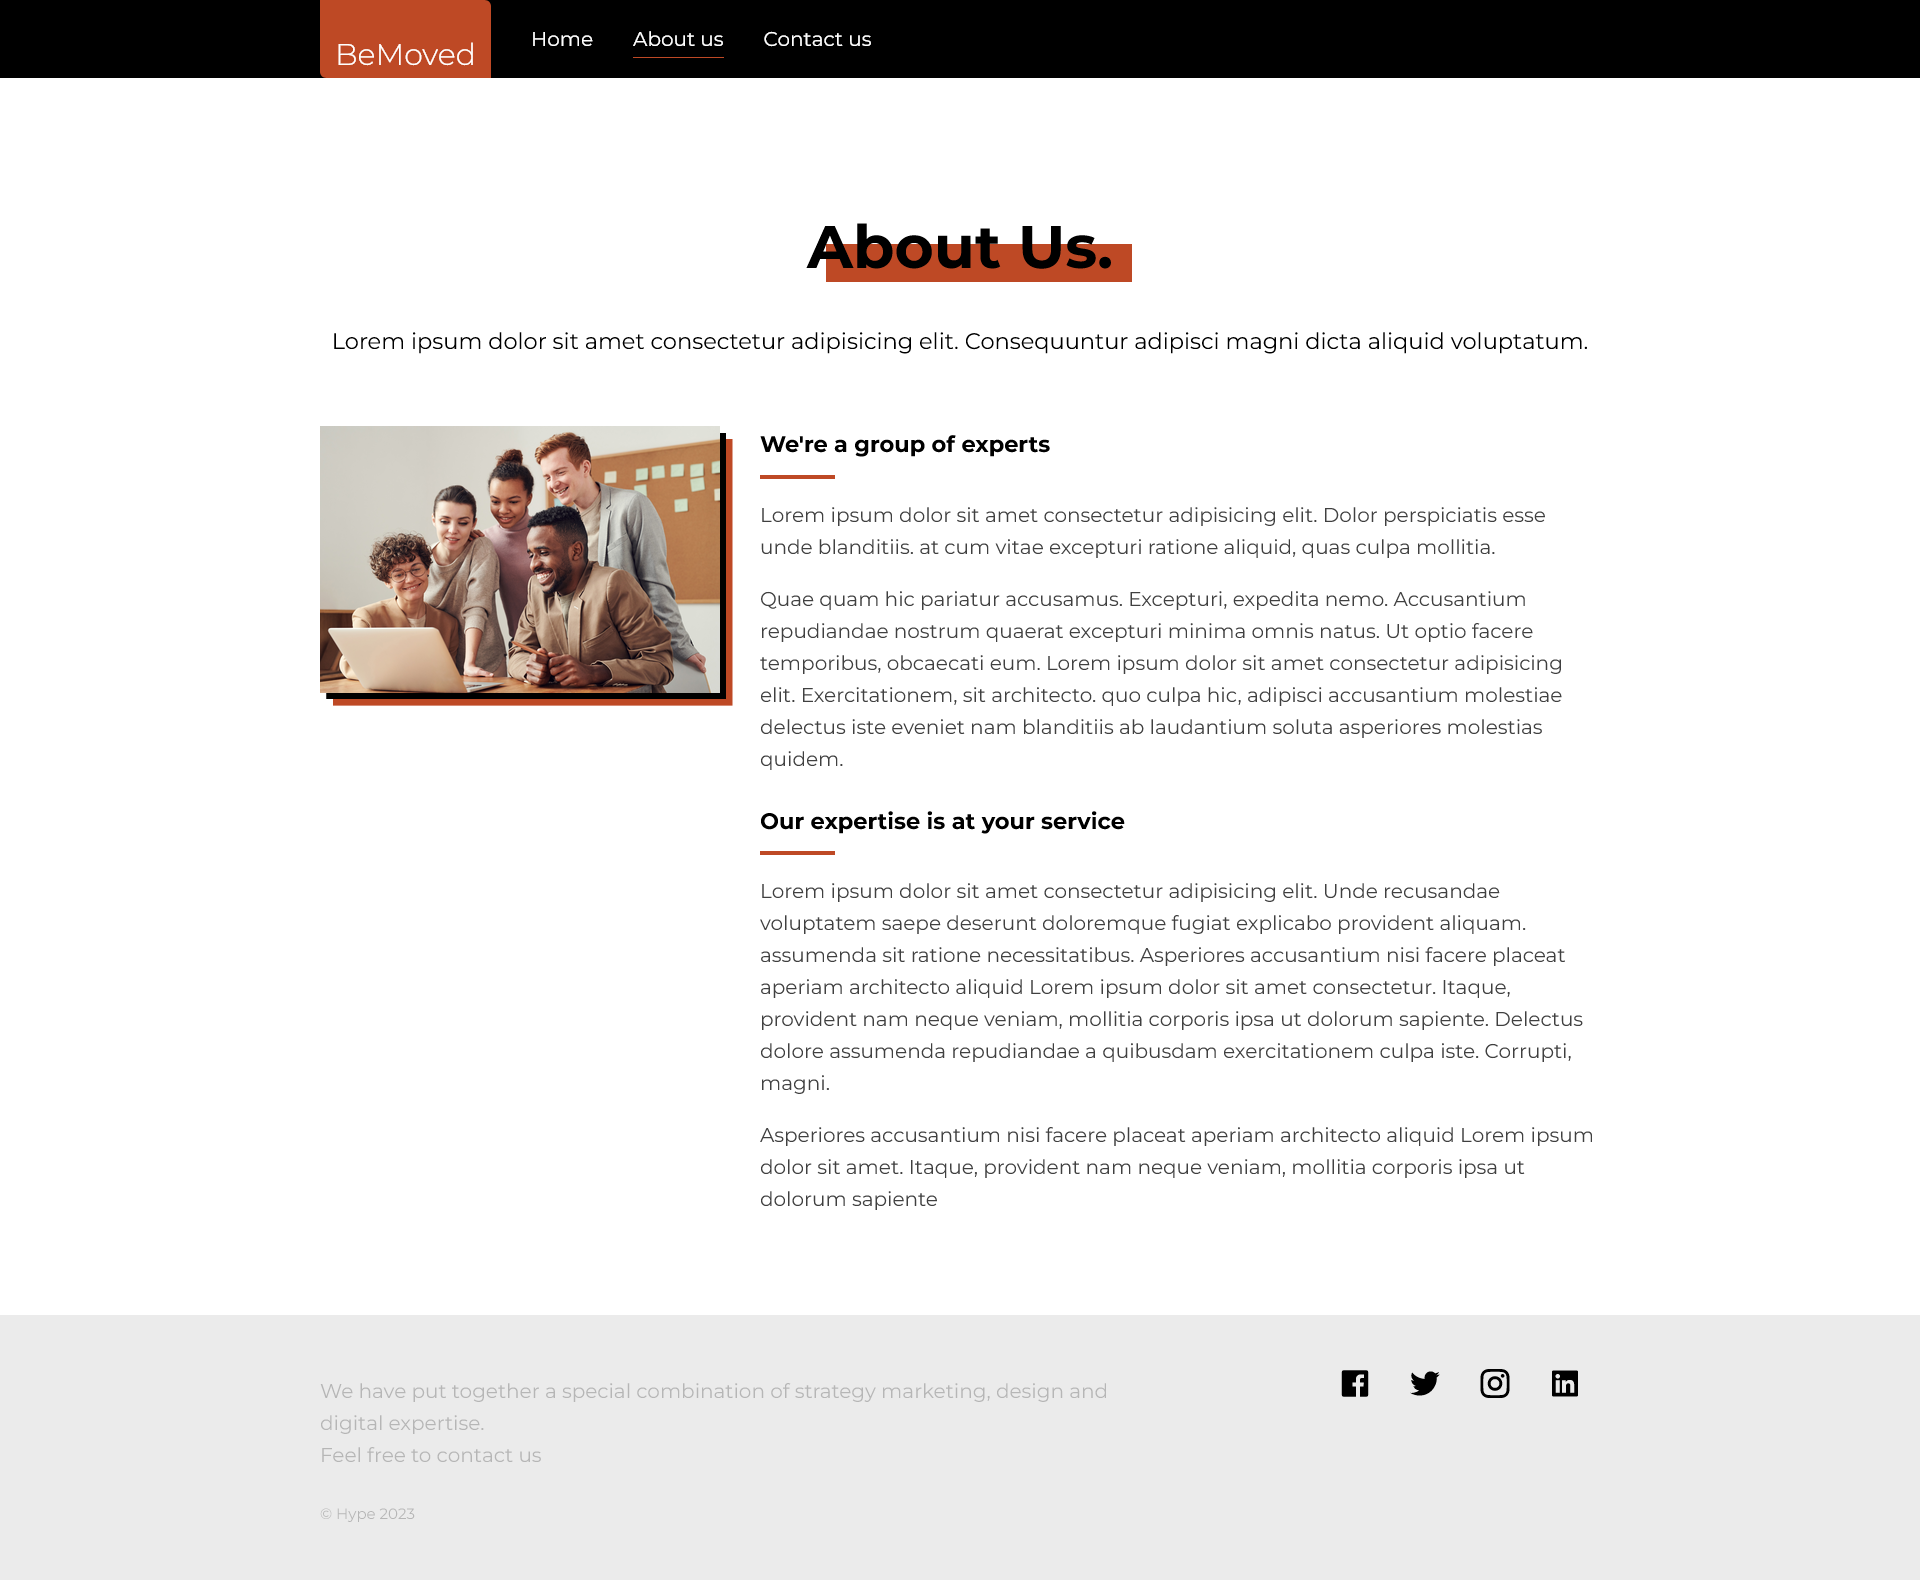 BeMoved
Home
About us
Contact us
About Us.
Lorem ipsum dolor sit amet consectetur adipisicing elit. Consequuntur adipisci magni dicta aliquid voluptatum.
We're a group of experts
Lorem ipsum dolor sit amet consectetur adipisicing elit. Dolor perspiciatis esse
unde blanditiis. at cum vitae excepturi ratione aliquid, quas culpa mollitia.
Quae quam hic pariatur accusamus. Excepturi, expedita nemo. Accusantium
repudiandae nostrum quaerat excepturi minima omnis natus. Ut optio facere
temporibus, obcaecati eum. Lorem ipsum dolor sit amet consectetur adipisicing
elit. Exercitationem, sit architecto. quo culpa hic, adipisci accusantium molestiae
delectus iste eveniet nam blanditiis ab laudantium soluta asperiores molestias
quidem.
Our expertise is at your service
Lorem ipsum dolor sit amet consectetur adipisicing elit. Unde recusandae
voluptatem saepe deserunt doloremque fugiat explicabo provident aliquam.
assumenda sit ratione necessitatibus. Asperiores accusantium nisi facere placeat
aperiam architecto aliquid Lorem ipsum dolor sit amet consectetur. Itaque,
provident nam neque veniam, mollitia corporis ipsa ut dolorum sapiente. Delectus
dolore assumenda repudiandae a quibusdam exercitationem culpa iste. Corrupti,
magni.
Asperiores accusantium nisi facere placeat aperiam architecto aliquid Lorem ipsum
dolor sit amet. Itaque, provident nam neque veniam, mollitia corporis ipsa ut
dolorum sapiente
We have put together a special combination of strategy marketing, design and
digital expertise.
Feel free to contact us
© Hype 2023